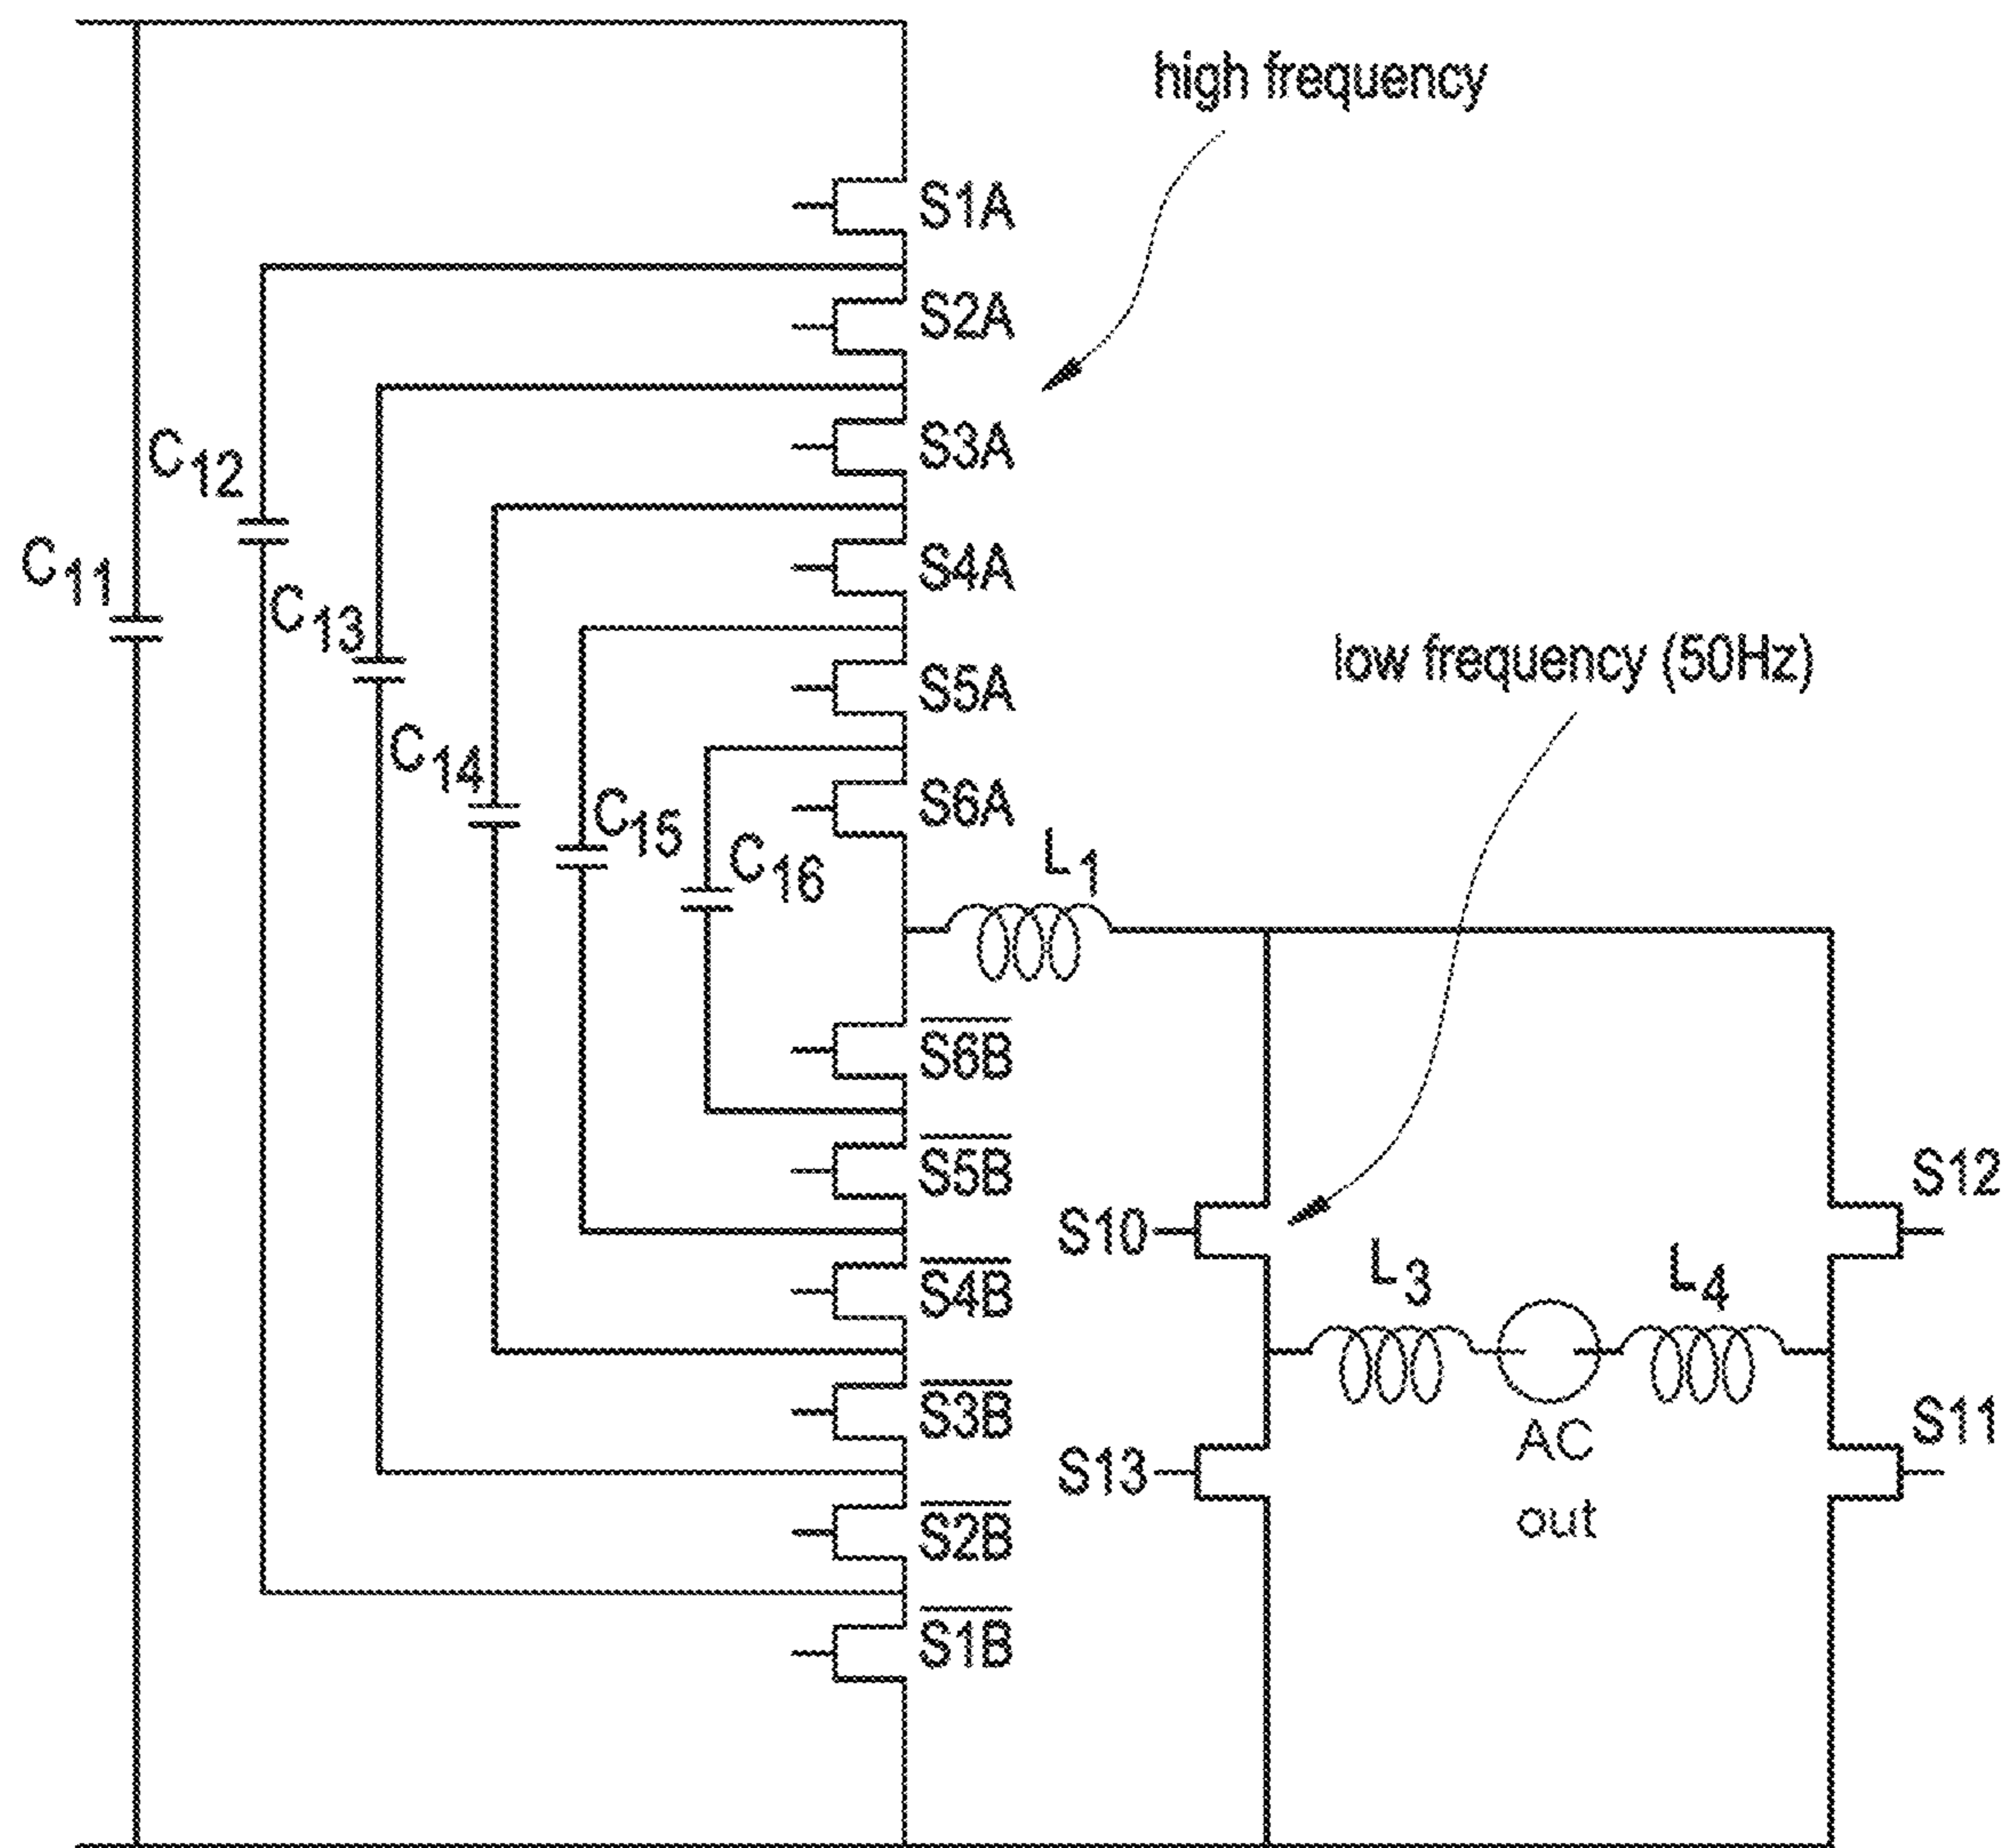 high frequency
S1A
S2A
S3A
C12
S4A
C11
C13
low frequency (50Hz)
S5A
C14
S6A
C15
C16
L1
S6B
S5B
S12
S10
L3
L4
S4B
S3B
S11
AC
out
S13
S2B
S1B